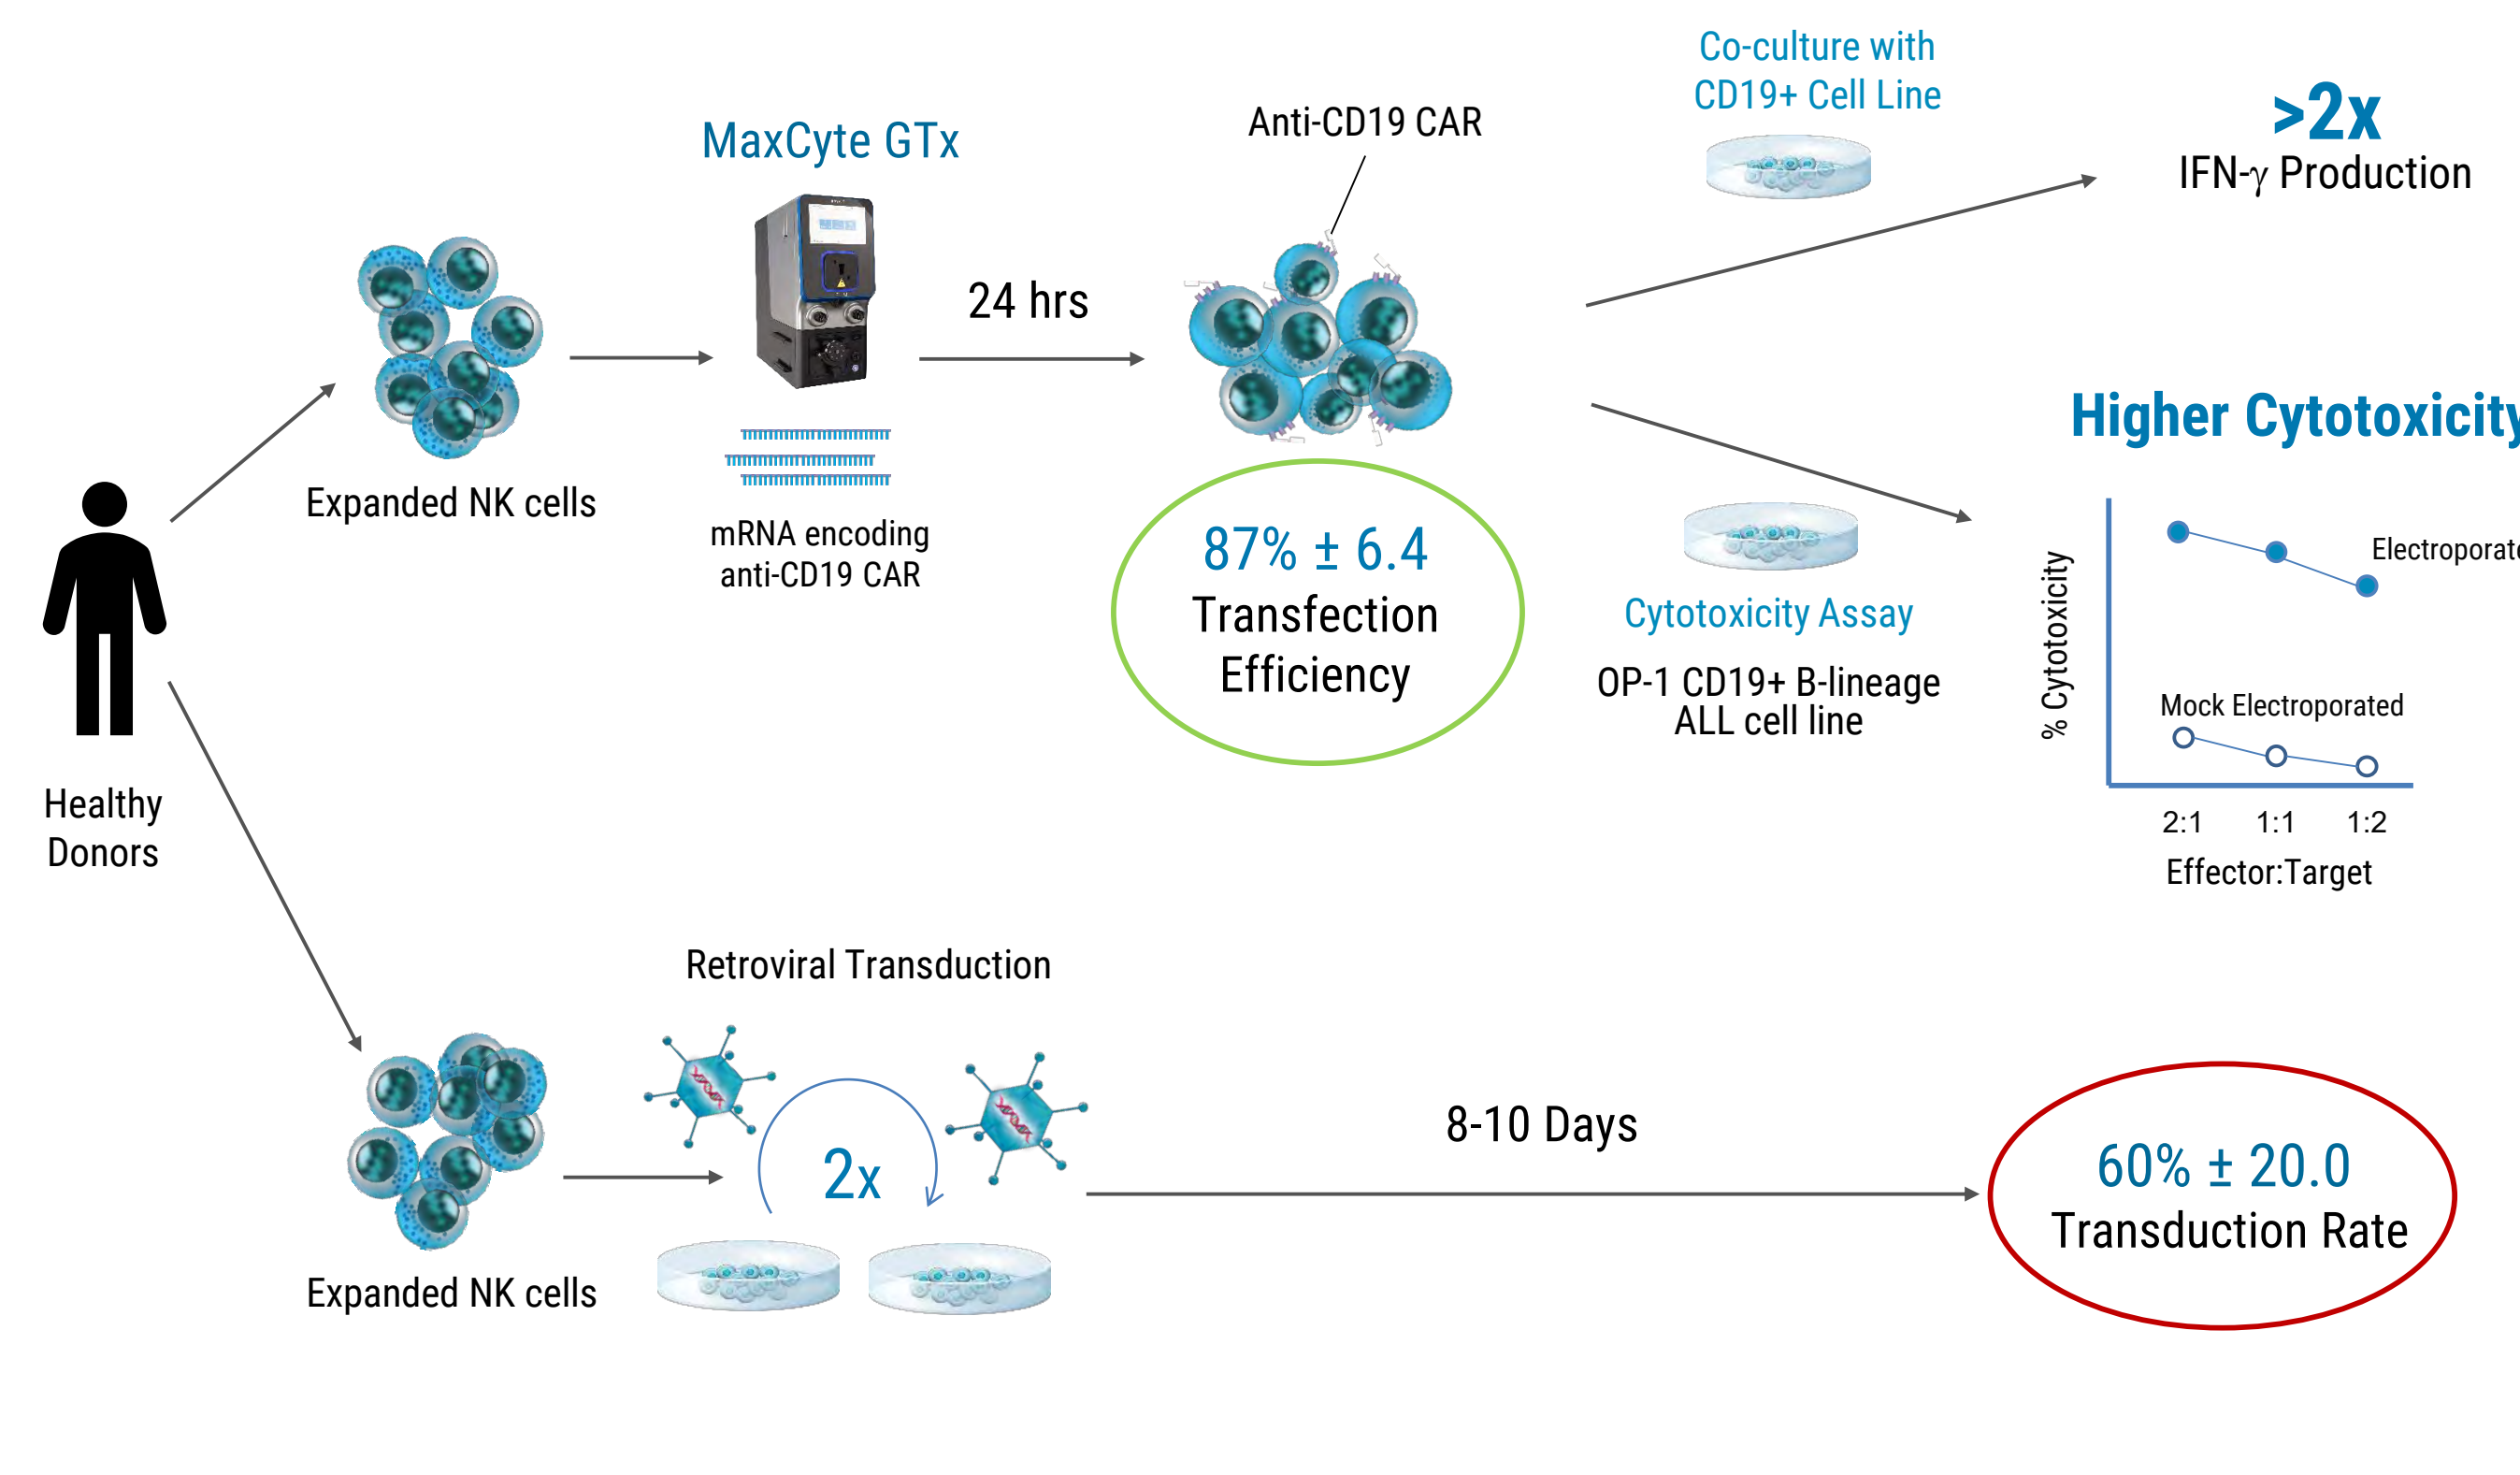 Co-culture with
CD19+ Cell Line
>2x
IFN-γ Production
Anti-CD19 CAR
MaxCyte GTx
24 hrs
Expanded NK cells
mRNA encoding
anti-CD19 CAR
87% ± 6.4
Transfection
Efficiency
Higher Cytotoxicity
Cytotoxicity Assay
OP-1 CD19+ B-lineage
ALL cell line
% Cytotoxicity
Electroporate
Mock Electroporated
2:1 1:1 1:2
Effector:Target
Healthy
Donors
Retroviral Transduction
2x
8-10 Days
60% ± 20.0
Transduction Rate
Expanded NK cells